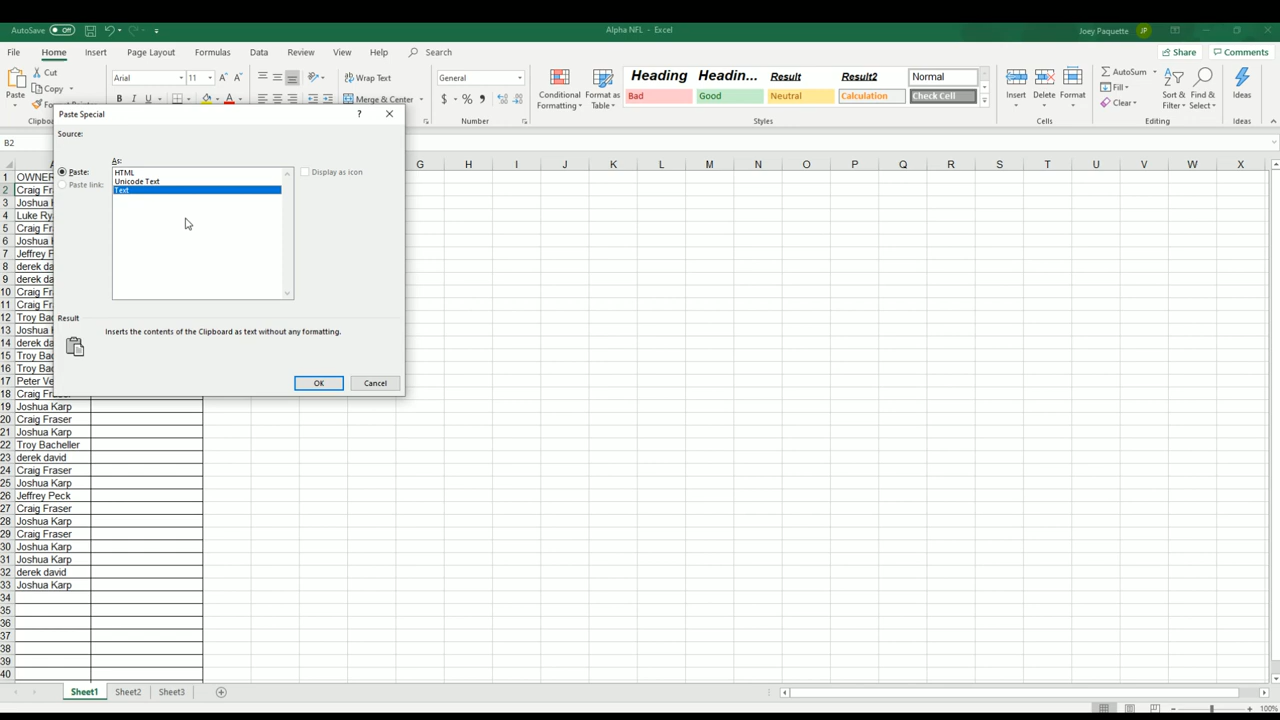 AutoSave Off Alpha NFL - Excel Joey Paquette JP
File Home Insert Page Layout Formulas Data Review View Help Search Share Comments
Cut
Copy
Paste
Arial 11
Wrap Text
Merge & Center
General
$ % ,
Number
Conditional Formatting
Format as Table
Heading Headin... Result Result2 Normal
Bad Good Neutral Calculation Check Cell
Styles
Insert Delete Format
Cells
AutoSum
Fill
Clear
Sort & Filter
Find & Select
Editing
Ideas
Ideas
B2
Paste Special ? 
Source:
As:
Paste:
Paste link:
HTML
Unicode Text
Text
Display as icon
Result
Inserts the contents of the Clipboard as text without any formatting.
OK Cancel
G H I J K L M N O P Q R S T U V W X
1 OWNER
2 Craig Fra
3 Joshua
4 Luke Ry
5 Craig Fra
6 Joshua
7 Jeffrey P
8 derek da
9 derek da
10 Craig Fra
11 Craig Fra
12 Troy Bac
13 Joshua
14 derek da
15 Troy Bac
16 Troy Bac
17 Peter Ve
18 Craig Fraser
19 Joshua Karp
20 Craig Fraser
21 Joshua Karp
22 Troy Bacheller
23 derek david
24 Craig Fraser
25 Joshua Karp
26 Jeffrey Peck
27 Craig Fraser
28 Joshua Karp
29 Craig Fraser
30 Joshua Karp
31 Joshua Karp
32 derek david
33 Joshua Karp
34
35
36
37
38
39
40
Sheet1 Sheet2 Sheet3
100%